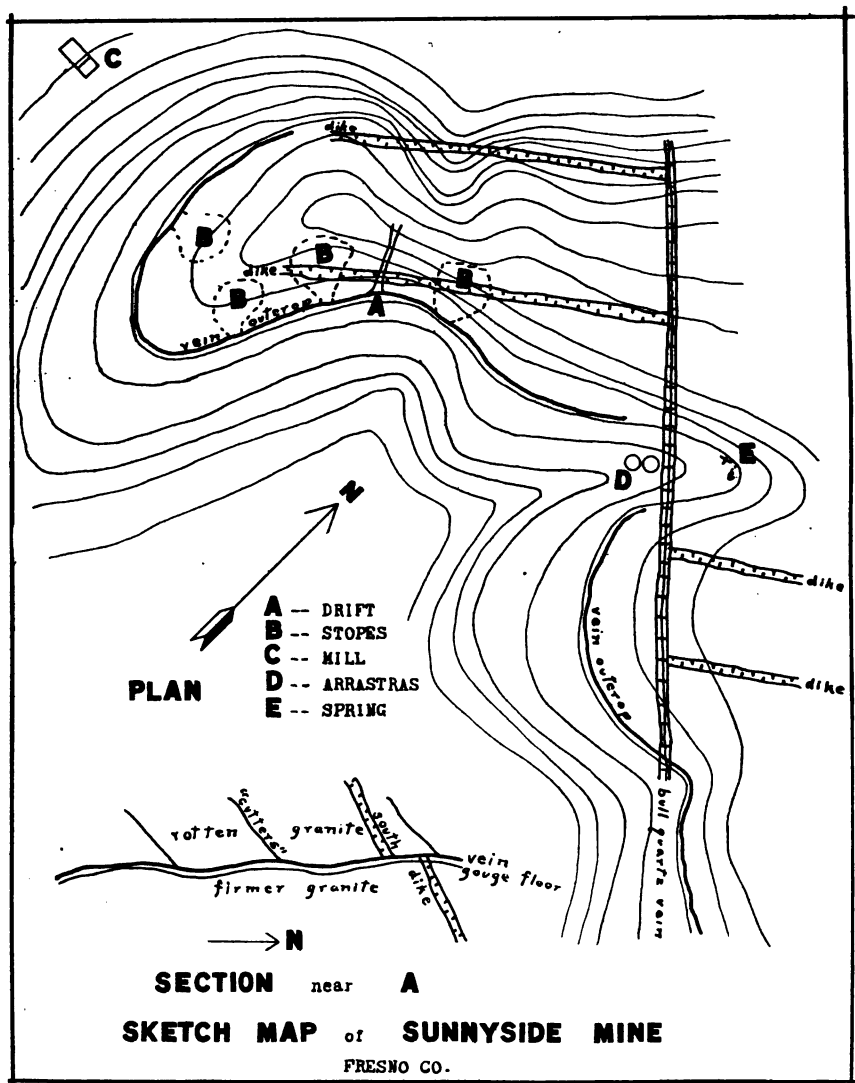 C
dike
B
B
dike
B
B
A
vein outcrop
E
D
N
A -- DRIFT
B -- STOPES
C -- MILL
D -- ARRASTRAS
E -- SPRING
PLAN
dike
dike
vein outcrop
bull quartz vein
"cutters"
rotten granite
south
dike
vein
gouge floor
firmer granite
N
SECTION near A
SKETCH MAP of SUNNYSIDE MINE
FRESNO CO.